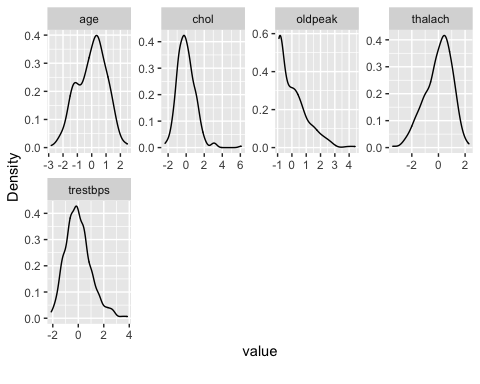 age chol oldpeak thalach
0.4 0.3 0.2 0.1 0.0
0.4 0.3 0.2 0.1 0.0
0.6 0.4 0.2 0.0
0.4 0.3 0.2 0.1 0.0
-3 -2 -1 0 1 2
-2 0 2 4 6
-1 0 1 2 3 4
-2 0 2
Density
trestbps
0.4 0.3 0.2 0.1 0.0
-2 0 2 4
value